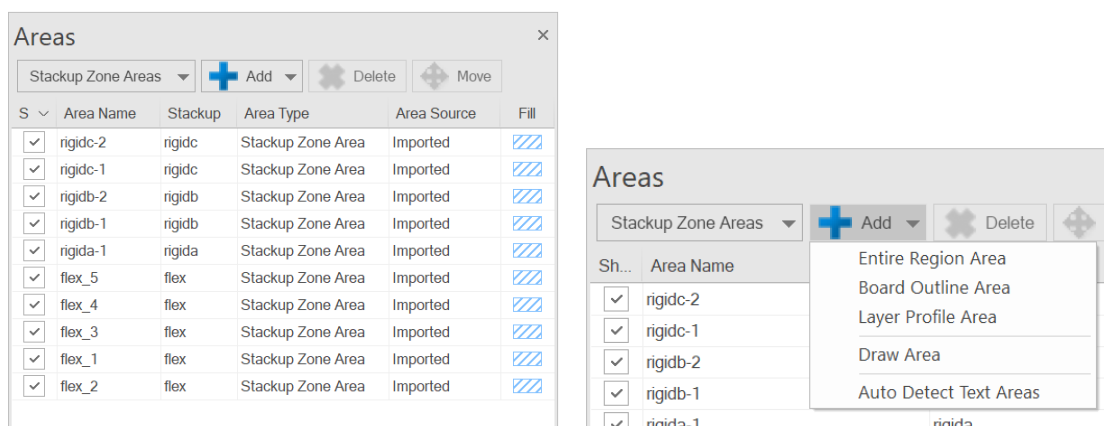 Areas
Stackup Zone Areas Add Delete Move
S Area Name Stackup Area Type Area Source Fill
rigidc-2 rigidc Stackup Zone Area Imported
rigidc-1 rigidc Stackup Zone Area Imported
rigidb-2 rigidb Stackup Zone Area Imported
rigidb-1 rigidb Stackup Zone Area Imported
rigida-1 rigida Stackup Zone Area Imported
flex_5 flex Stackup Zone Area Imported
flex_4 flex Stackup Zone Area Imported
flex_3 flex Stackup Zone Area Imported
flex_1 flex Stackup Zone Area Imported
flex_2 flex Stackup Zone Area Imported
Areas
Stackup Zone Areas Add Delete
Sh... Area Name
rigidc-2
rigidc-1
rigidb-2
rigidb-1
rigida-1 rigida
Entire Region Area
Board Outline Area
Layer Profile Area
Draw Area
Auto Detect Text Areas